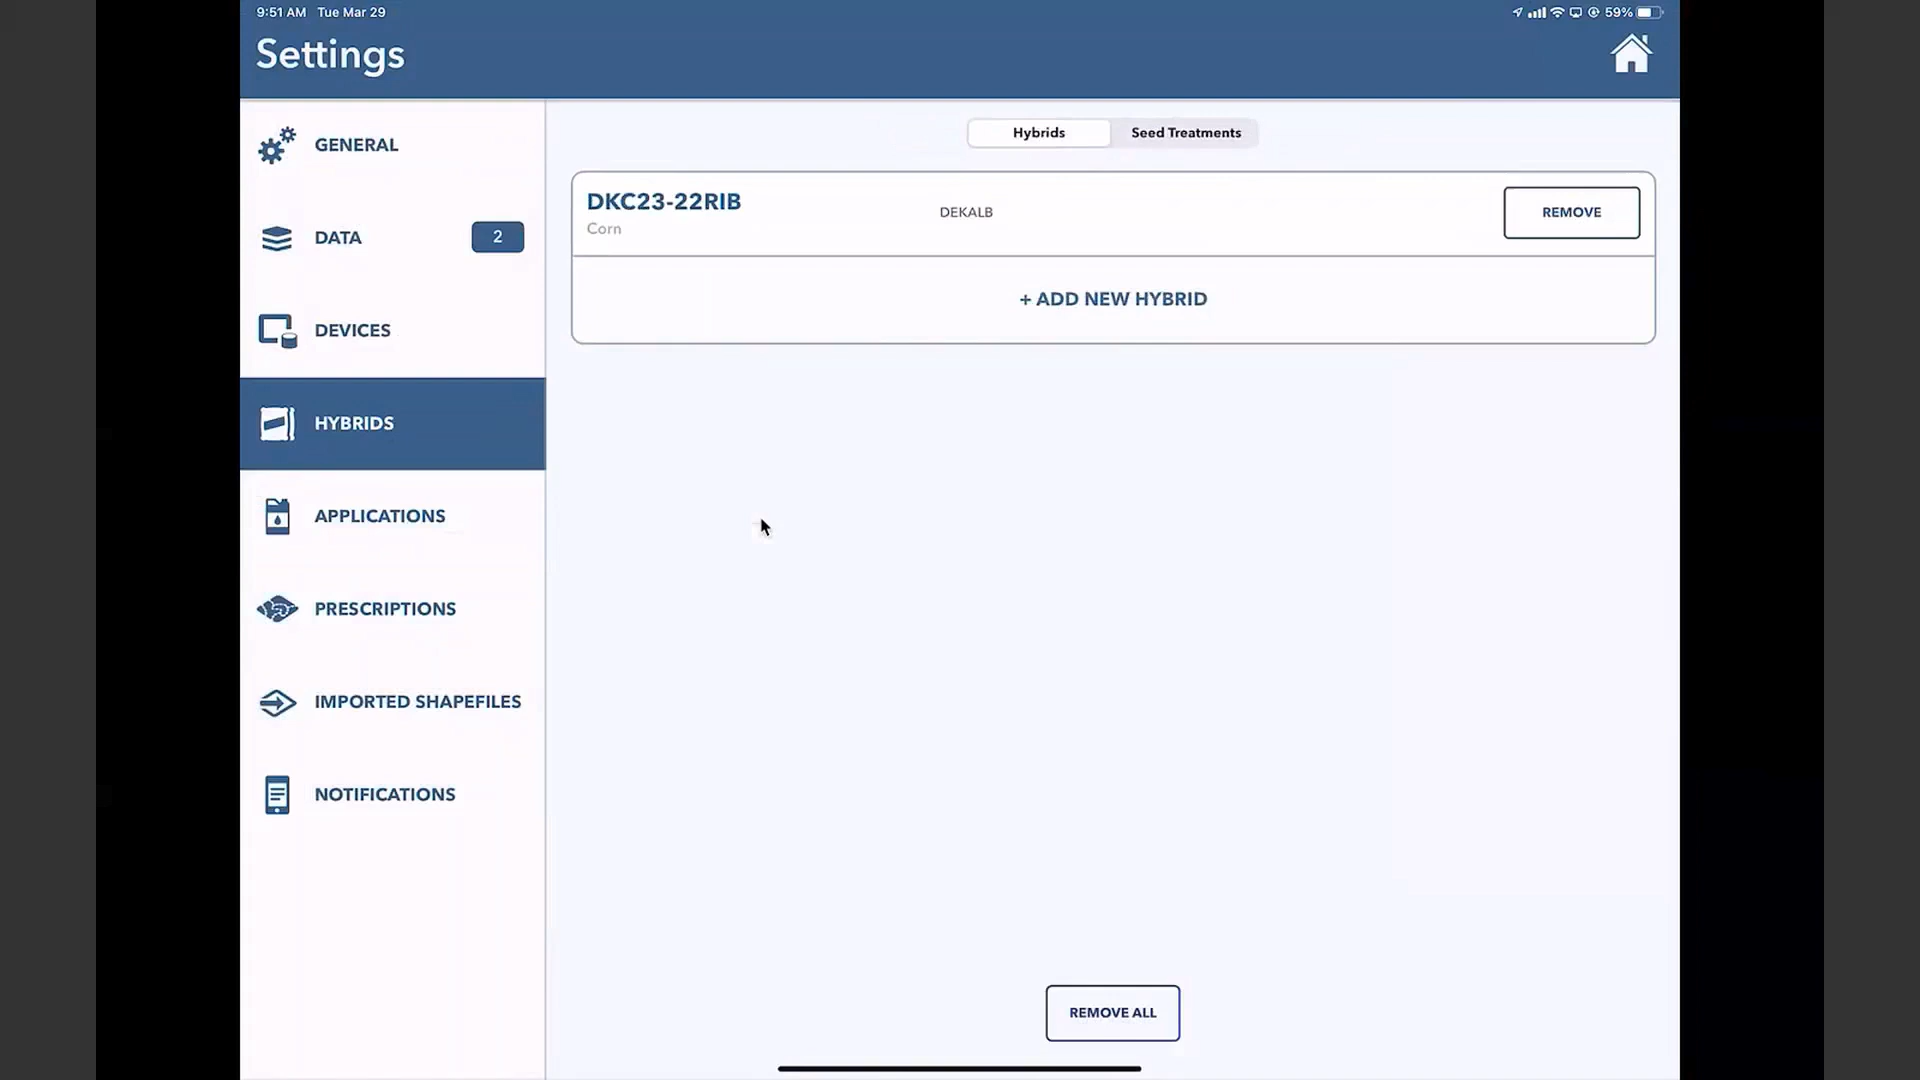 9:51 AM Tue Mar 29
59%
Settings
GENERAL
DATA
2
DEVICES
HYBRIDS
APPLICATIONS
PRESCRIPTIONS
IMPORTED SHAPEFILES
NOTIFICATIONS
Hybrids
Seed Treatments
DKC23-22RIB
Corn
DEKALB
REMOVE
+ ADD NEW HYBRID
REMOVE ALL